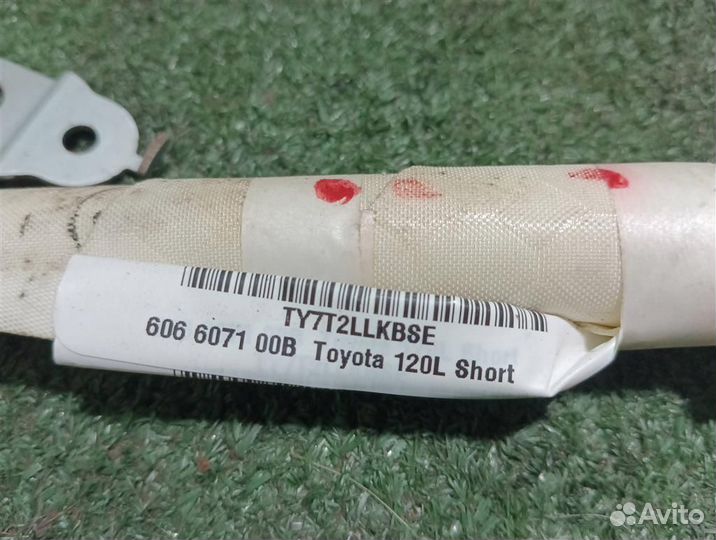 TY7T2LLKBSE
606 6071 00B Toyota 120L Short
Avito